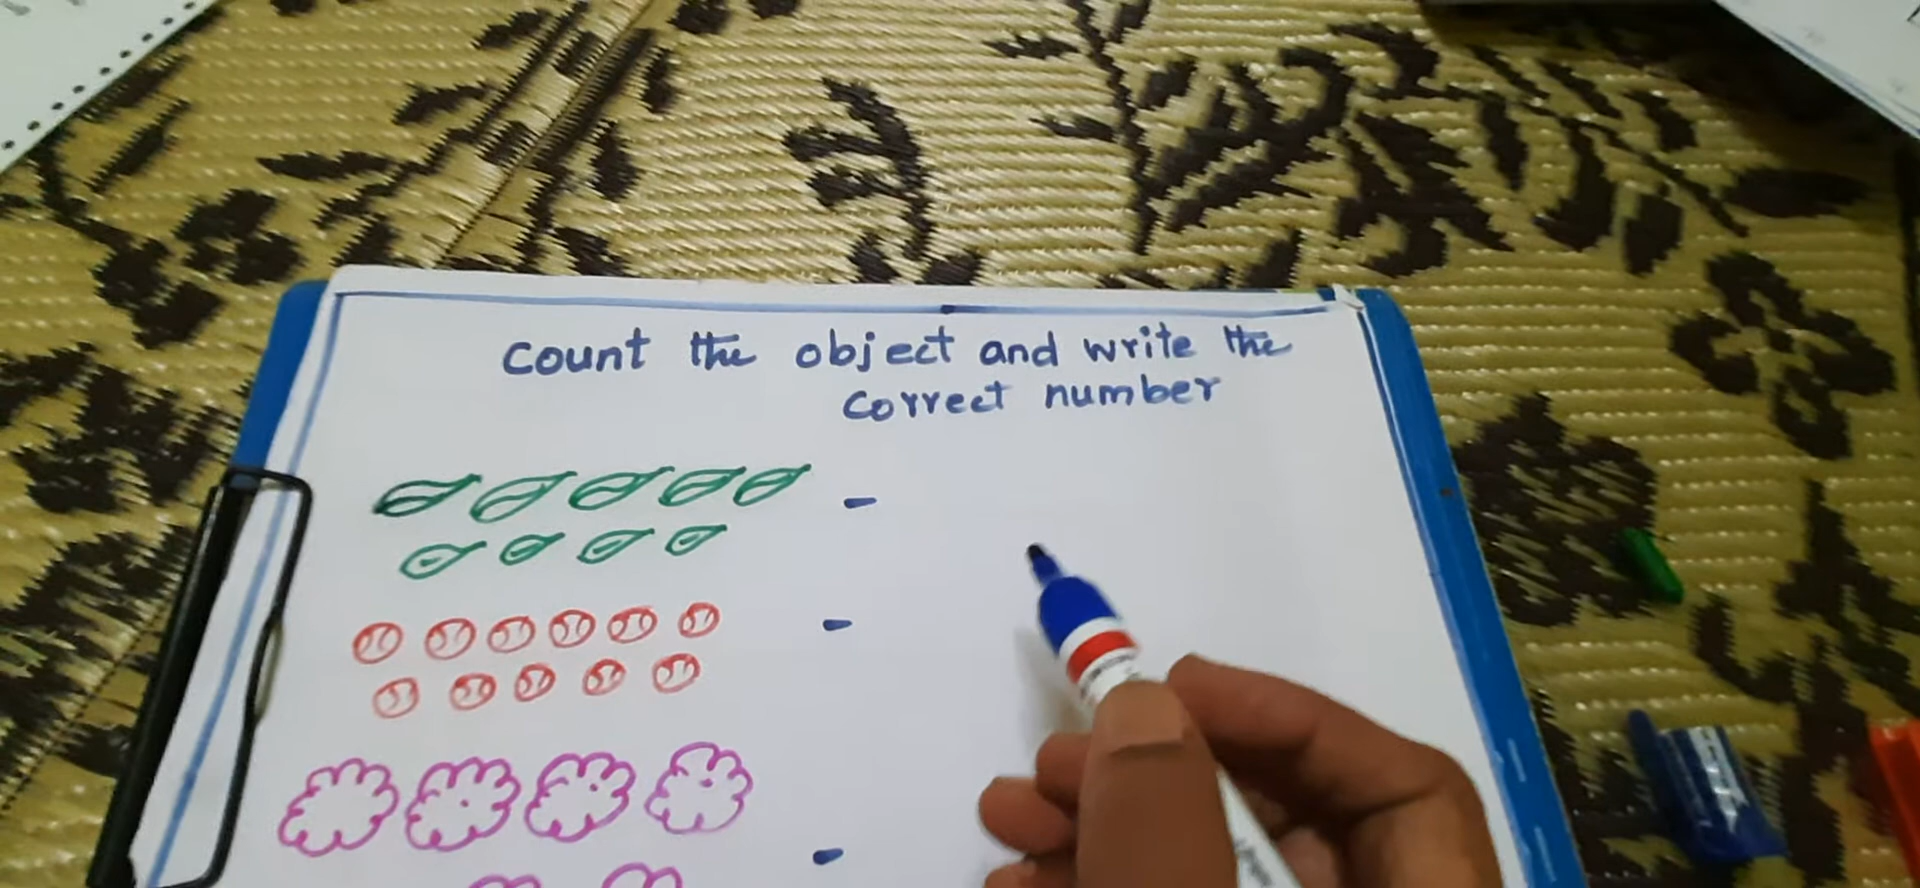 Count the object and write the
correct number
-
-
-